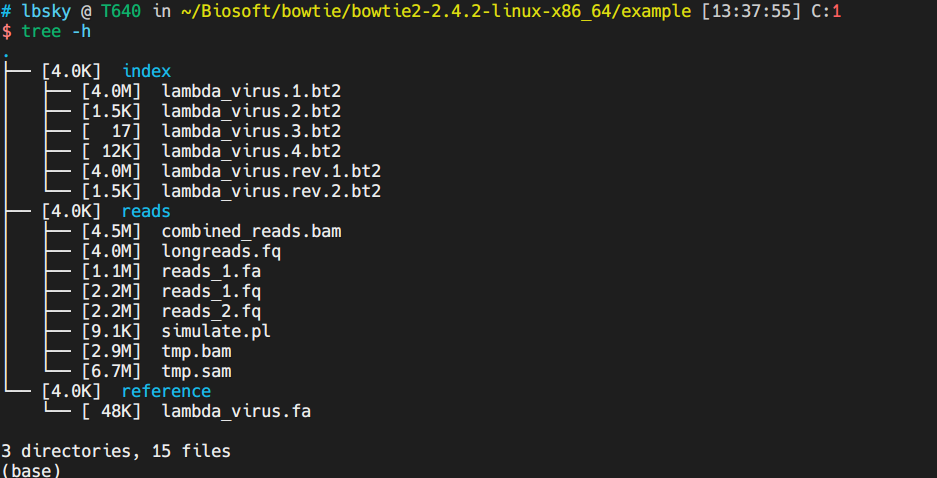 # lbsky @ T640 in ~/Biosoft/bowtie/bowtie2-2.4.2-linux-x86_64/example [13:37:55] C:1
$ tree -h
.
├── [4.0K]  index
│   ├── [4.0M]  lambda_virus.1.bt2
│   ├── [1.5K]  lambda_virus.2.bt2
│   ├── [  17]  lambda_virus.3.bt2
│   ├── [ 12K]  lambda_virus.4.bt2
│   ├── [4.0M]  lambda_virus.rev.1.bt2
│   └── [1.5K]  lambda_virus.rev.2.bt2
├── [4.0K]  reads
│   ├── [4.5M]  combined_reads.bam
│   ├── [4.0M]  longreads.fq
│   ├── [1.1M]  reads_1.fa
│   ├── [2.2M]  reads_1.fq
│   ├── [2.2M]  reads_2.fq
│   ├── [9.1K]  simulate.pl
│   ├── [2.9M]  tmp.bam
│   └── [6.7M]  tmp.sam
└── [4.0K]  reference
    └── [ 48K]  lambda_virus.fa
3 directories, 15 files
(base)